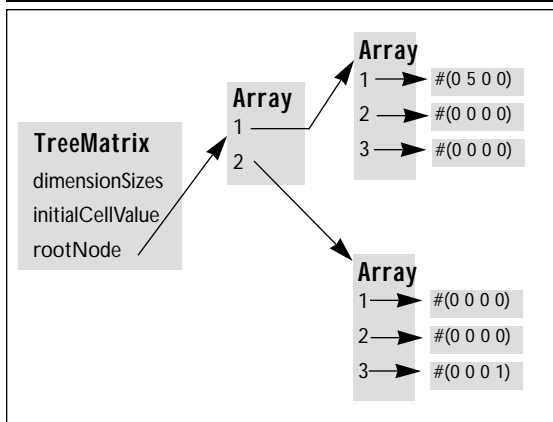 TreeMatrix
dimensionSizes
initialCellValue
rootNode
Array
1
2
Array
1 #(0 5 0 0)
2 #(0 0 0 0)
3 #(0 0 0 0)
Array
1 #(0 0 0 0)
2 #(0 0 0 0)
3 #(0 0 0 1)